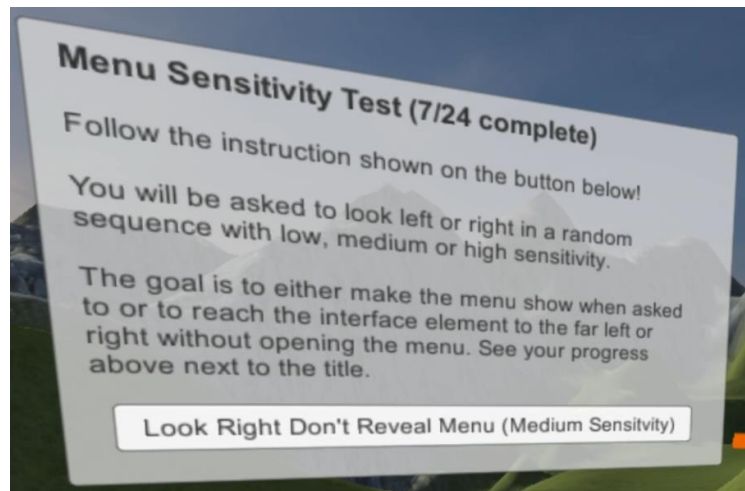 Menu Sensitivity Test (7/24 complete)
Follow the instruction shown on the button below!
You will be asked to look left or right in a random
sequence with low, medium or high sensitivity.
The goal is to either make the menu show when asked
to or to reach the interface element to the far left or
right without opening the menu. See your progress
above next to the title.
Look Right Don't Reveal Menu (Medium Sensitvity)